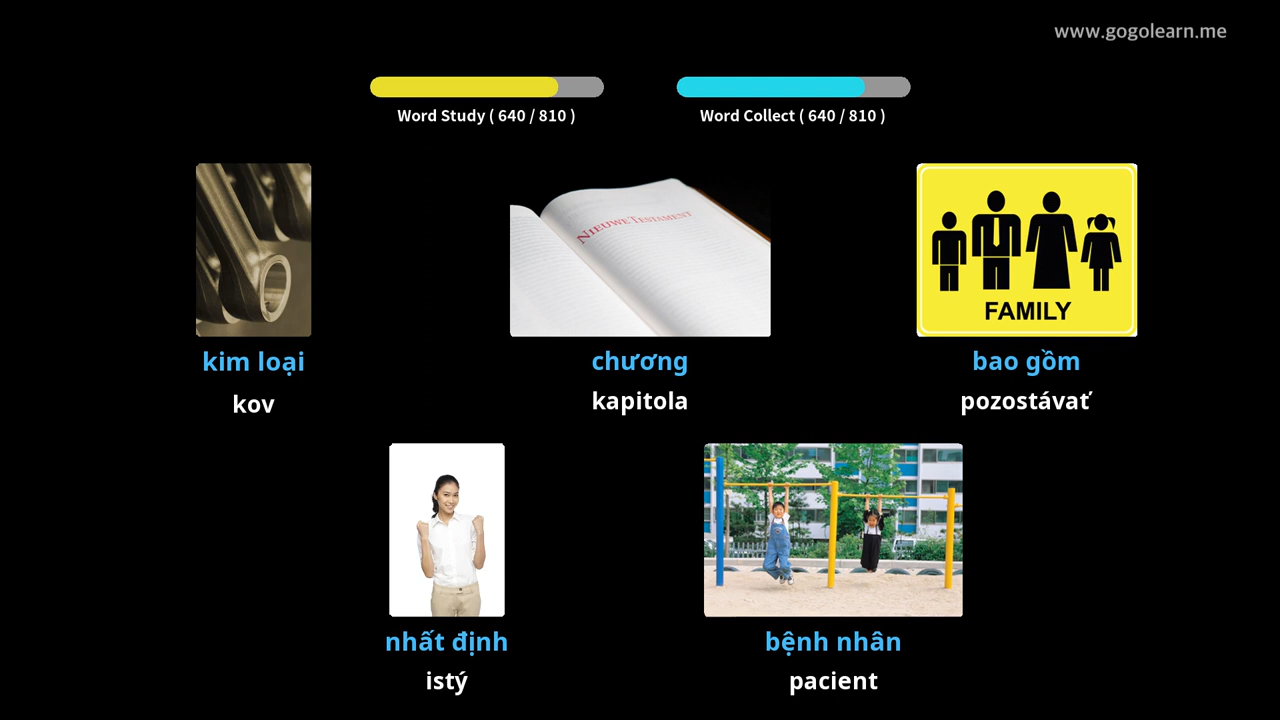 www.gogolearn.me
Word Study ( 640 / 810 )
Word Collect ( 640 / 810 )
NIEUWE TESTAMENT
FAMILY
kim loại
chương
bao gồm
kov
kapitola
pozostávať
nhất định
bệnh nhân
istý
pacient